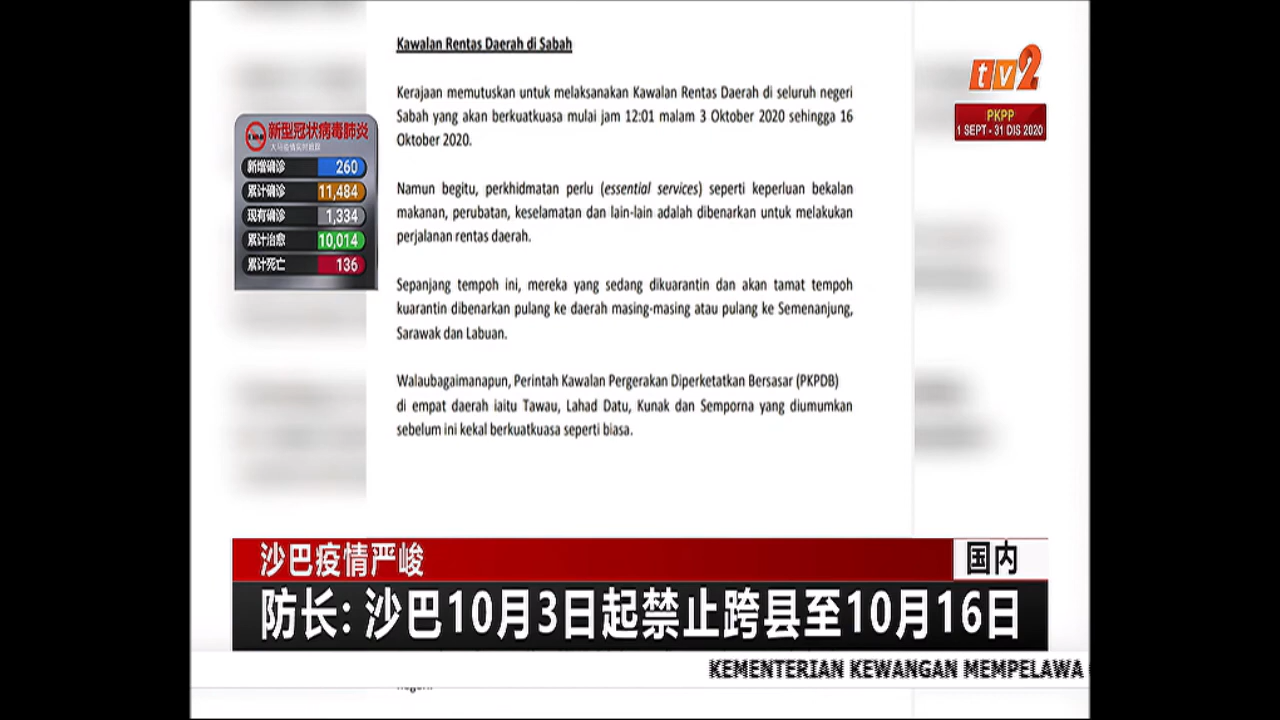 Kawalan Rentas Daerah di Sabah
Kerajaan memutuskan untuk melaksanakan Kawalan Rentas Daerah di seluruh negeri
Sabah yang akan berkuatkuasa mulai jam 12:01 malam 3 Oktober 2020 sehingga 16
Oktober 2020.
Namun begitu, perkhidmatan perlu (essential services) seperti keperluan bekalan
makanan, perubatan, keselamatan dan lain-lain adalah dibenarkan untuk melakukan
perjalanan rentas daerah.
Sepanjang tempoh ini, mereka yang sedang dikuarantin dan akan tamat tempoh
kuarantin dibenarkan pulang ke daerah masing-masing atau pulang ke Semenanjung,
Sarawak dan Labuan.
Walaubagaimanapun, Perintah Kawalan Pergerakan Diperketatkan Bersasar (PKPDB)
di empat daerah iaitu Tawau, Lahad Datu, Kunak dan Semporna yang diumumkan
sebelum ini kekal berkuatkuasa seperti biasa.
tv2
PKPP
1 SEPT - 31 DIS 2020
新型冠状病毒肺炎
大马疫情实时追踪
新增确诊 260
累计确诊 11,484
现有确诊 1,334
累计治愈 10,014
累计死亡 136
沙巴疫情严峻
国内
防长: 沙巴10月3日起禁止跨县至10月16日
KEMENTERIAN KEWANGAN MEMPELAWA